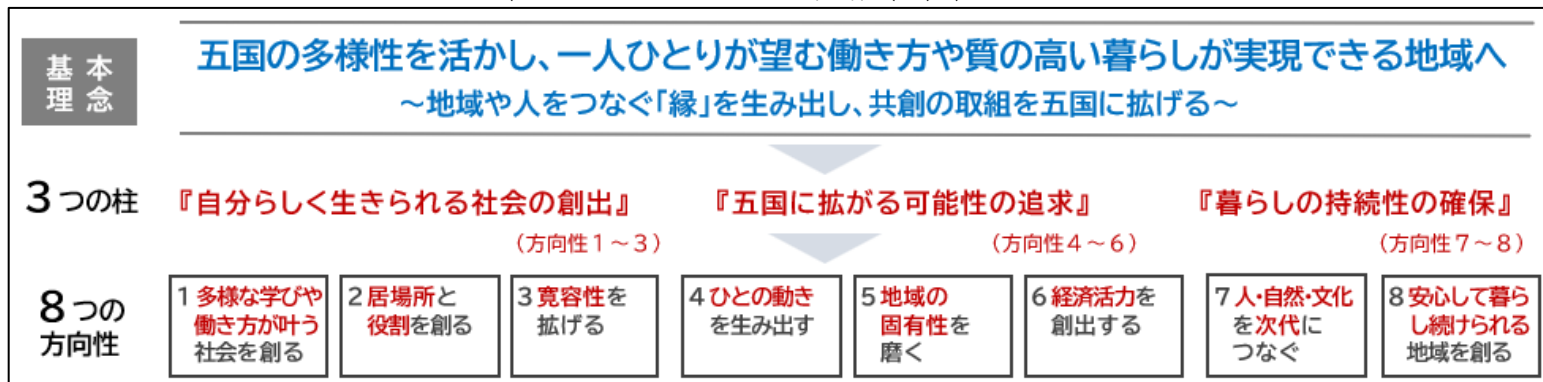 基本
理念
五国の多様性を活かし、一人ひとりが望む働き方や質の高い暮らしが実現できる地域へ
～地域や人をつなぐ「縁」を生み出し、共創の取組を五国に拡げる～
3つの柱
『自分らしく生きられる社会の創出』
(方向性1～3)
『五国に拡がる可能性の追求』
(方向性4～6)
『暮らしの持続性の確保』
(方向性7～8)
8つの
方向性
1 多様な学びや
働き方が叶う
社会を創る
2 居場所と
役割を創る
3 寛容性を
拡げる
4 ひとの動き
を生み出す
5 地域の
固有性を
磨く
6 経済活力を
創出する
7 人・自然・文化
を次代に
つなぐ
8 安心して暮ら
し続けられる
地域を創る